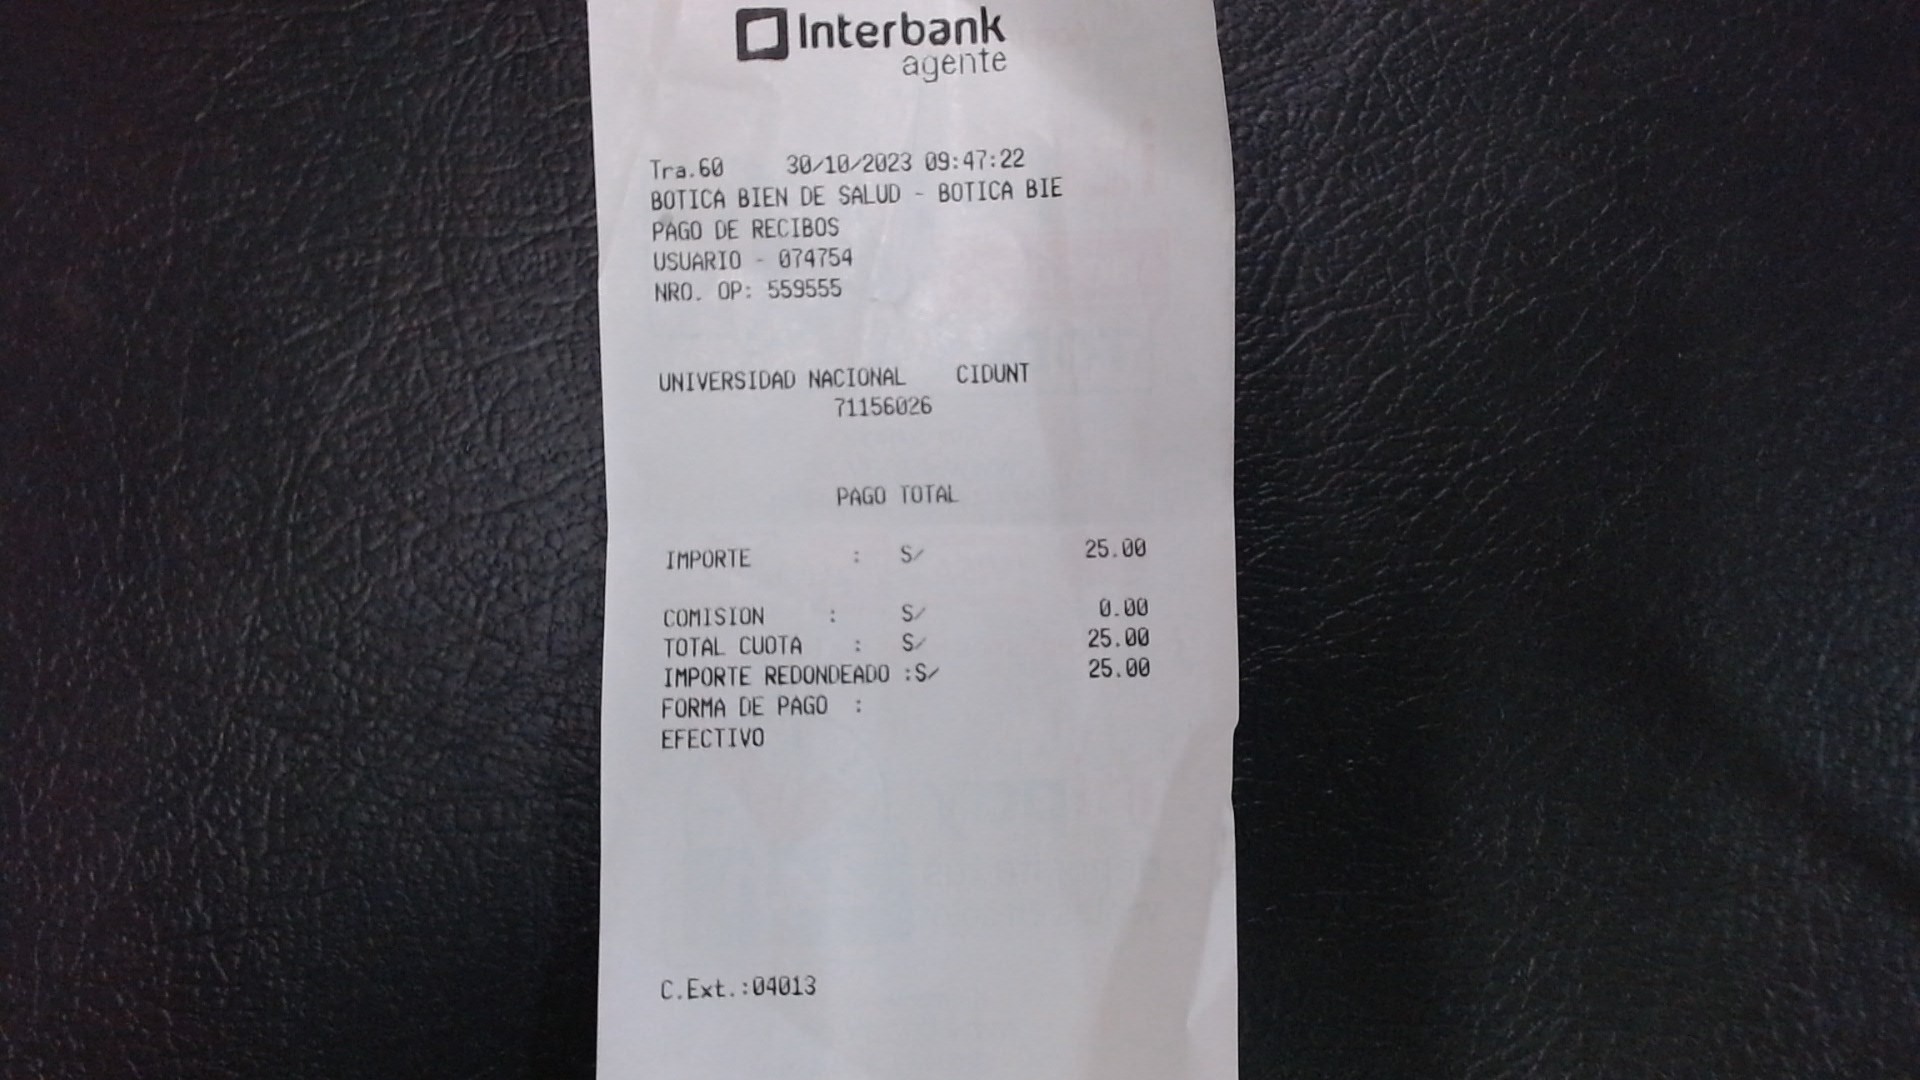 Interbank
agente
Tra.60 30/10/2023 09:47:22
BOTICA BIEN DE SALUD - BOTICA BIE
PAGO DE RECIBOS
USUARIO - 074754
NRO. OP: 559555
UNIVERSIDAD NACIONAL CIDUNT
71156026
PAGO TOTAL
IMPORTE : S/ 25.00
COMISION : S/ 0.00
TOTAL CUOTA : S/ 25.00
IMPORTE REDONDEADO :S/ 25.00
FORMA DE PAGO :
EFECTIVO
C.Ext.:04013